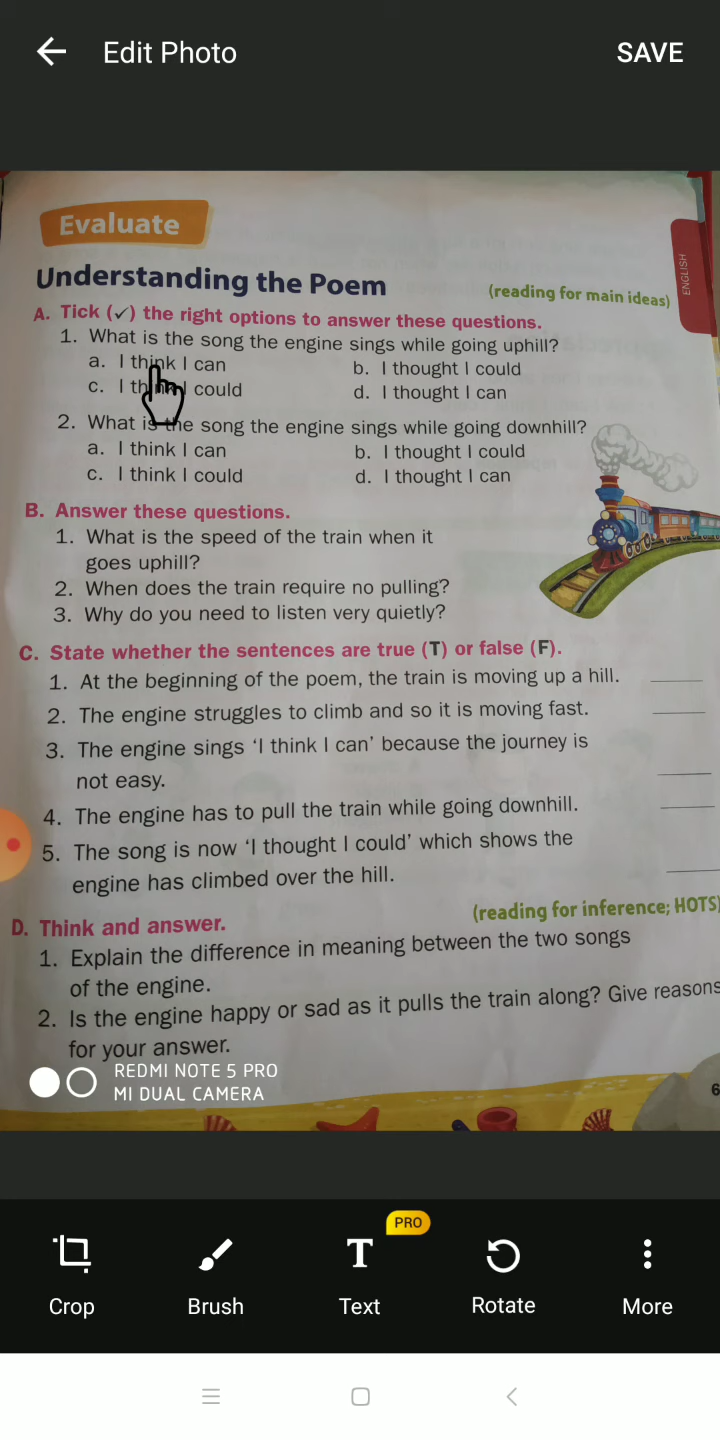 Edit Photo
SAVE
Evaluate
ENGLISH
Understanding the Poem
(reading for main ideas)
A. Tick (✓) the right options to answer these questions.
1. What is the song the engine sings while going uphill?
a. I think I can
b. I thought I could
c. I think I could
d. I thought I can
2. What is the song the engine sings while going downhill?
a. I think I can
b. I thought I could
c. I think I could
d. I thought I can
B. Answer these questions.
1. What is the speed of the train when it
goes uphill?
2. When does the train require no pulling?
3. Why do you need to listen very quietly?
C. State whether the sentences are true (T) or false (F).
1. At the beginning of the poem, the train is moving up a hill.
2. The engine struggles to climb and so it is moving fast.
3. The engine sings ‘I think I can’ because the journey is
not easy.
4. The engine has to pull the train while going downhill.
5. The song is now ‘I thought I could’ which shows the
engine has climbed over the hill.
(reading for inference; HOTS)
D. Think and answer.
1. Explain the difference in meaning between the two songs
of the engine.
2. Is the engine happy or sad as it pulls the train along? Give reasons
for your answer.
REDMI NOTE 5 PRO
MI DUAL CAMERA
6
PRO
T
Crop
Brush
Text
Rotate
More